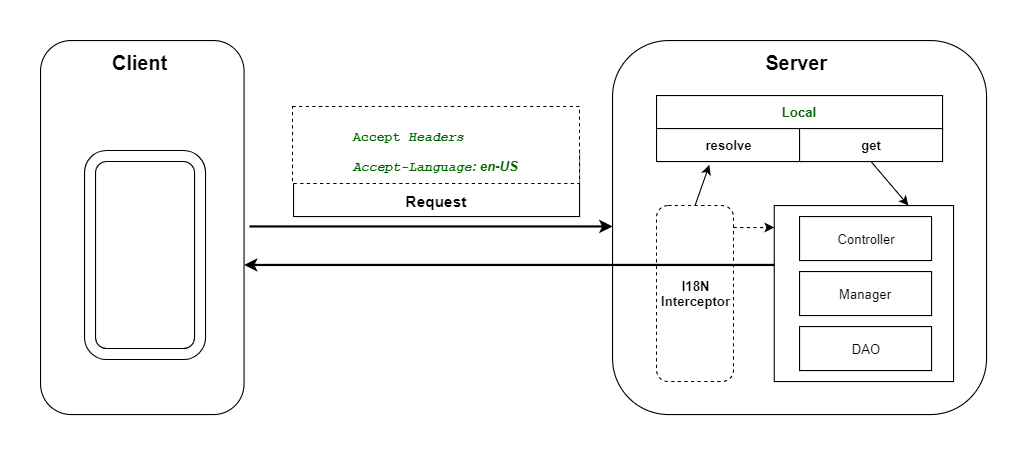 Client
Server
Accept Headers
Accept-Language: en-US
Request
Local
resolve
get
I18N
Interceptor
Controller
Manager
DAO